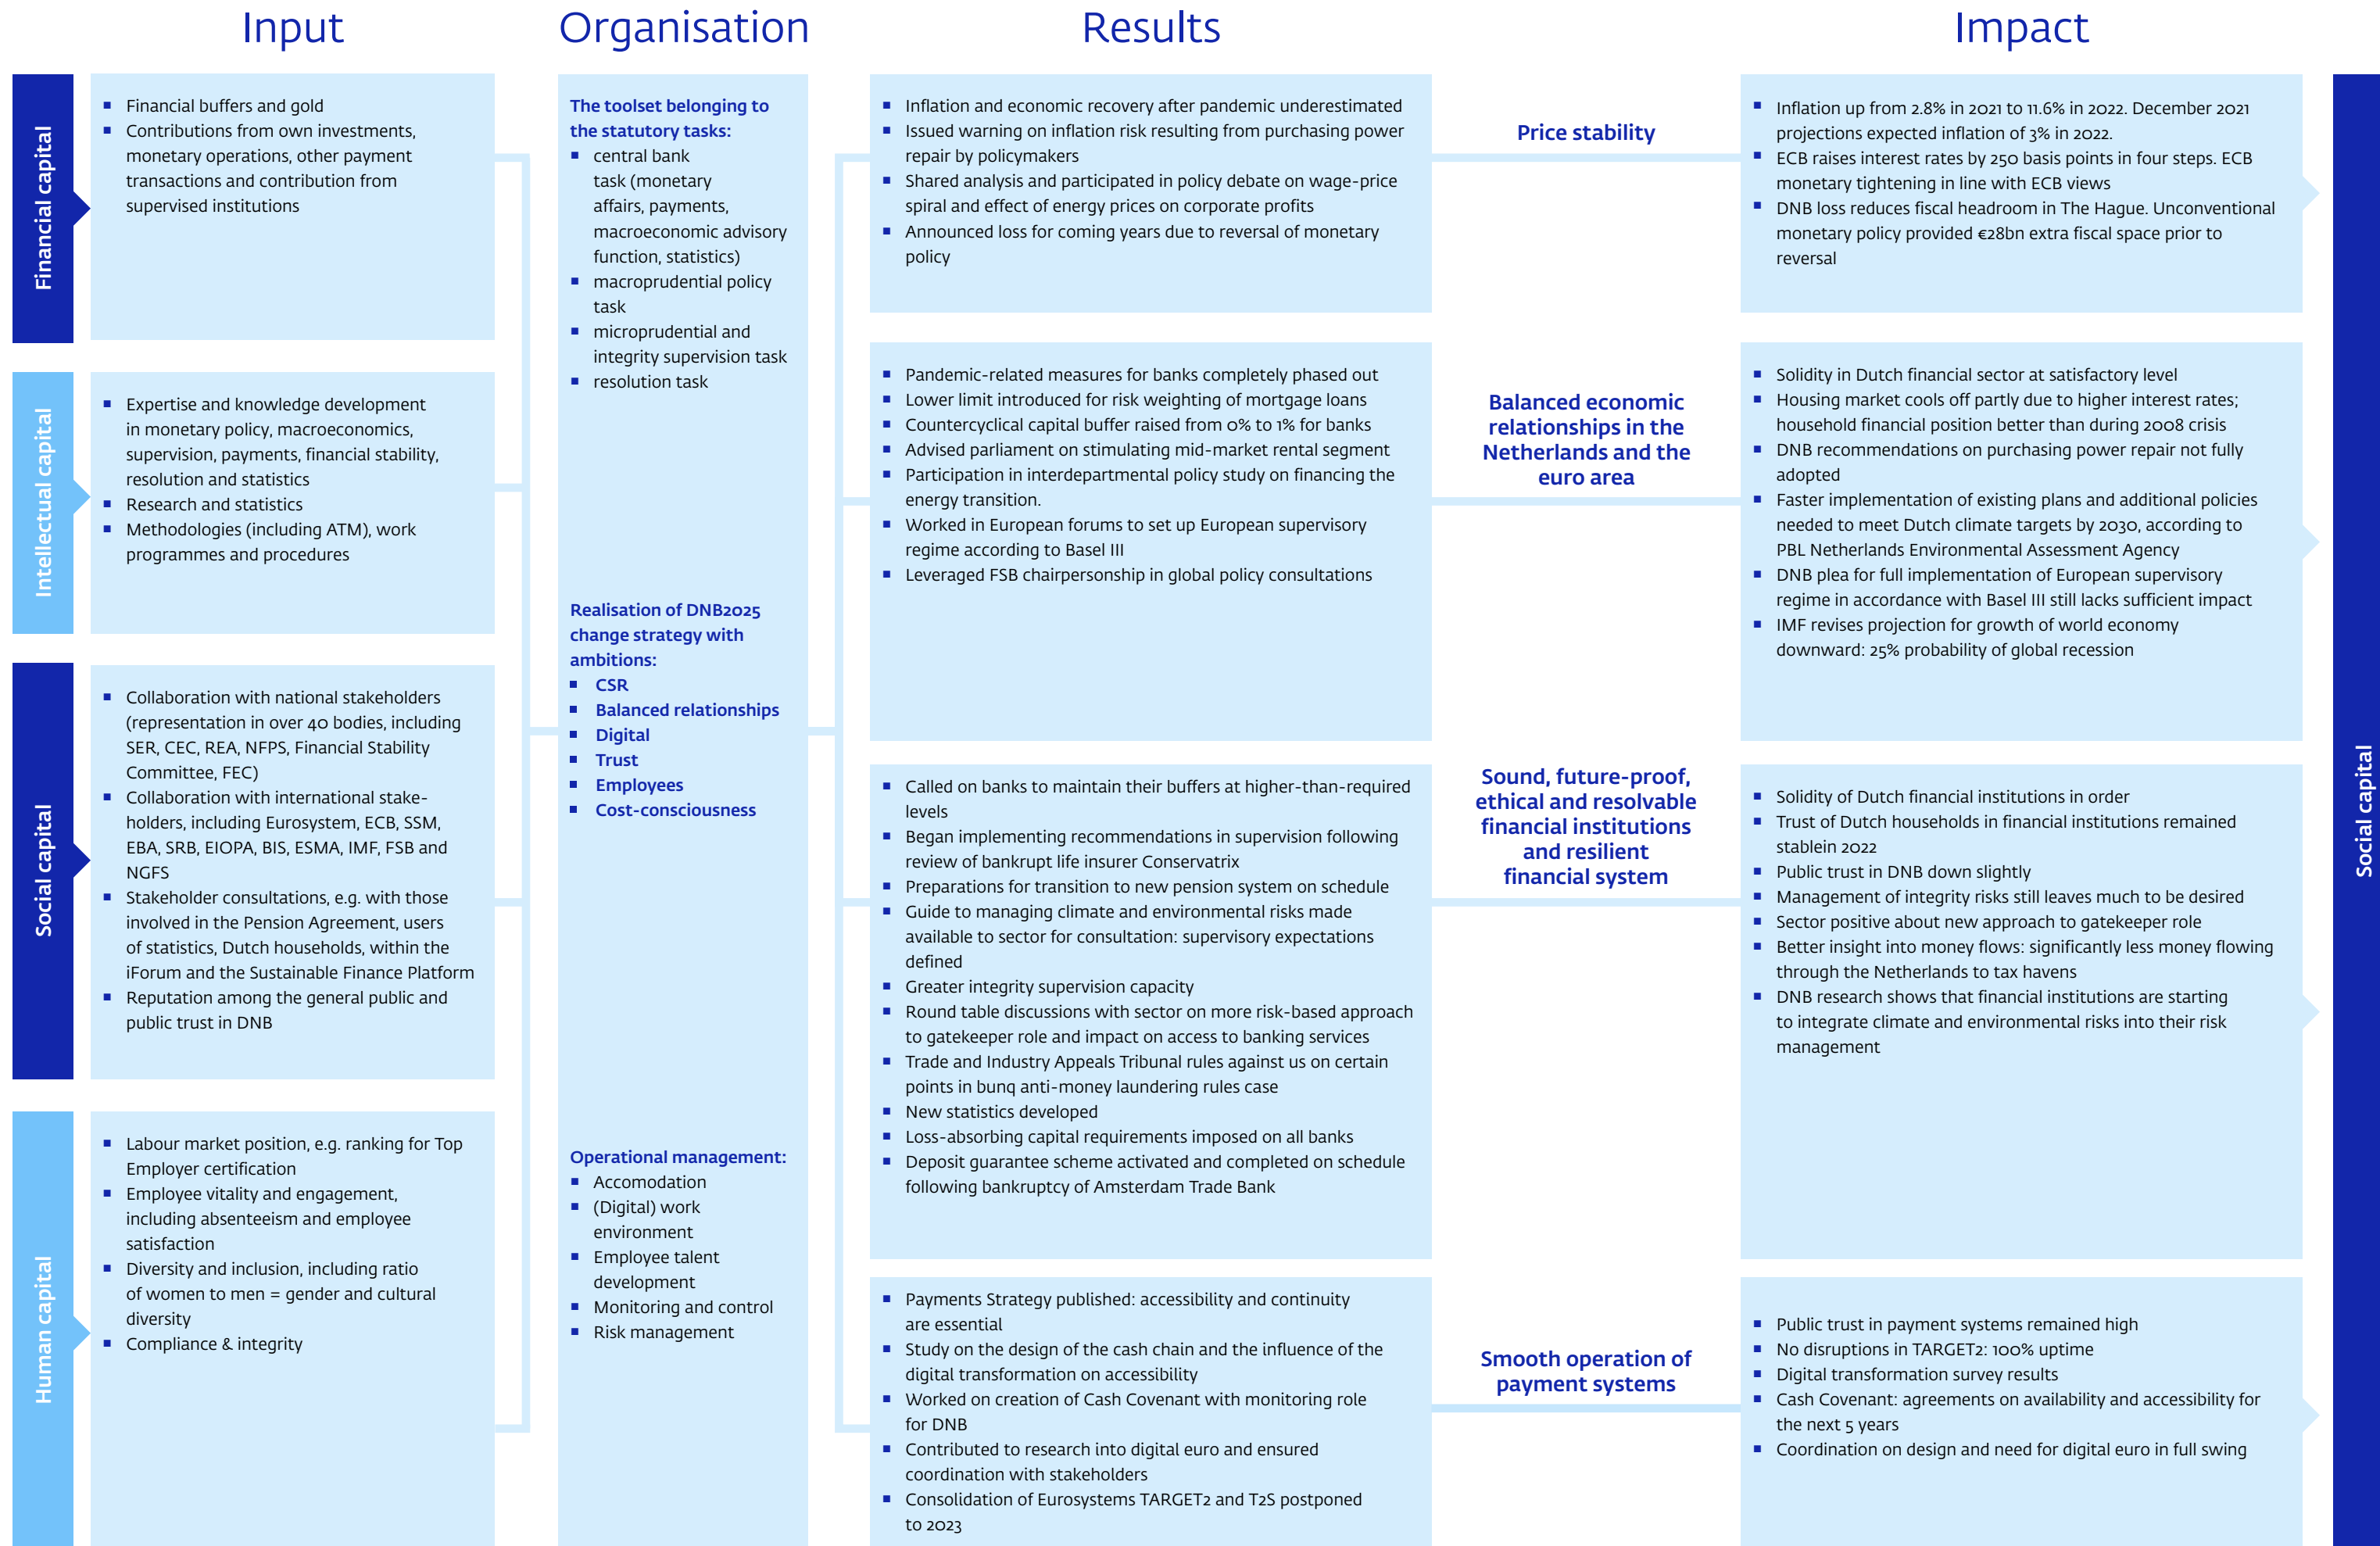 Input
Organisation
Results
Impact
Financial capital
■ Financial buffers and gold
■ Contributions from own investments,
monetary operations, other payment
transactions and contribution from
supervised institutions
Intellectual capital
■ Expertise and knowledge development
in monetary policy, macroeconomics,
supervision, payments, financial stability,
resolution and statistics
■ Research and statistics
■ Methodologies (including ATM), work
programmes and procedures
Social capital
■ Collaboration with national stakeholders
(representation in over 40 bodies, including
SER, CEC, REA, NFPS, Financial Stability
Committee, FEC)
■ Collaboration with international stake-
holders, including Eurosystem, ECB, SSM,
EBA, SRB, EIOPA, BIS, ESMA, IMF, FSB and
NGFS
■ Stakeholder consultations, e.g. with those
involved in the Pension Agreement, users
of statistics, Dutch households, within the
iForum and the Sustainable Finance Platform
■ Reputation among the general public and
public trust in DNB
Human capital
■ Labour market position, e.g. ranking for Top
Employer certification
■ Employee vitality and engagement,
including absenteeism and employee
satisfaction
■ Diversity and inclusion, including ratio
of women to men = gender and cultural
diversity
■ Compliance & integrity
The toolset belonging to
the statutory tasks:
■ central bank
task (monetary
affairs, payments,
macroeconomic advisory
function, statistics)
■ macroprudential policy
task
■ microprudential and
integrity supervision task
■ resolution task
Realisation of DNB2025
change strategy with
ambitions:
■ CSR
■ Balanced relationships
■ Digital
■ Trust
■ Employees
■ Cost-consciousness
Operational management:
■ Accomodation
■ (Digital) work
environment
■ Employee talent
development
■ Monitoring and control
■ Risk management
■ Inflation and economic recovery after pandemic underestimated
■ Issued warning on inflation risk resulting from purchasing power
repair by policymakers
■ Shared analysis and participated in policy debate on wage-price
spiral and effect of energy prices on corporate profits
■ Announced loss for coming years due to reversal of monetary
policy
Price stability
■ Inflation up from 2.8% in 2021 to 11.6% in 2022. December 2021
projections expected inflation of 3% in 2022.
■ ECB raises interest rates by 250 basis points in four steps. ECB
monetary tightening in line with ECB views
■ DNB loss reduces fiscal headroom in The Hague. Unconventional
monetary policy provided €28bn extra fiscal space prior to
reversal
■ Pandemic-related measures for banks completely phased out
■ Lower limit introduced for risk weighting of mortgage loans
■ Countercyclical capital buffer raised from 0% to 1% for banks
■ Advised parliament on stimulating mid-market rental segment
■ Participation in interdepartmental policy study on financing the
energy transition.
■ Worked in European forums to set up European supervisory
regime according to Basel III
■ Leveraged FSB chairpersonship in global policy consultations
Balanced economic
relationships in the
Netherlands and the
euro area
■ Solidity in Dutch financial sector at satisfactory level
■ Housing market cools off partly due to higher interest rates;
household financial position better than during 2008 crisis
■ DNB recommendations on purchasing power repair not fully
adopted
■ Faster implementation of existing plans and additional policies
needed to meet Dutch climate targets by 2030, according to
PBL Netherlands Environmental Assessment Agency
■ DNB plea for full implementation of European supervisory
regime in accordance with Basel III still lacks sufficient impact
■ IMF revises projection for growth of world economy
downward: 25% probability of global recession
■ Called on banks to maintain their buffers at higher-than-required
levels
■ Began implementing recommendations in supervision following
review of bankrupt life insurer Conservatrix
■ Preparations for transition to new pension system on schedule
■ Guide to managing climate and environmental risks made
available to sector for consultation: supervisory expectations
defined
■ Greater integrity supervision capacity
■ Round table discussions with sector on more risk-based approach
to gatekeeper role and impact on access to banking services
■ Trade and Industry Appeals Tribunal rules against us on certain
points in bunq anti-money laundering rules case
■ New statistics developed
■ Loss-absorbing capital requirements imposed on all banks
■ Deposit guarantee scheme activated and completed on schedule
following bankruptcy of Amsterdam Trade Bank
Sound, future-proof,
ethical and resolvable
financial institutions
and resilient
financial system
■ Solidity of Dutch financial institutions in order
■ Trust of Dutch households in financial institutions remained
stablein 2022
■ Public trust in DNB down slightly
■ Management of integrity risks still leaves much to be desired
■ Sector positive about new approach to gatekeeper role
■ Better insight into money flows: significantly less money flowing
through the Netherlands to tax havens
■ DNB research shows that financial institutions are starting
to integrate climate and environmental risks into their risk
management
■ Payments Strategy published: accessibility and continuity
are essential
■ Study on the design of the cash chain and the influence of the
digital transformation on accessibility
■ Worked on creation of Cash Covenant with monitoring role
for DNB
■ Contributed to research into digital euro and ensured
coordination with stakeholders
■ Consolidation of Eurosystems TARGET2 and T2S postponed
to 2023
Smooth operation of
payment systems
■ Public trust in payment systems remained high
■ No disruptions in TARGET2: 100% uptime
■ Digital transformation survey results
■ Cash Covenant: agreements on availability and accessibility for
the next 5 years
■ Coordination on design and need for digital euro in full swing
Social capital